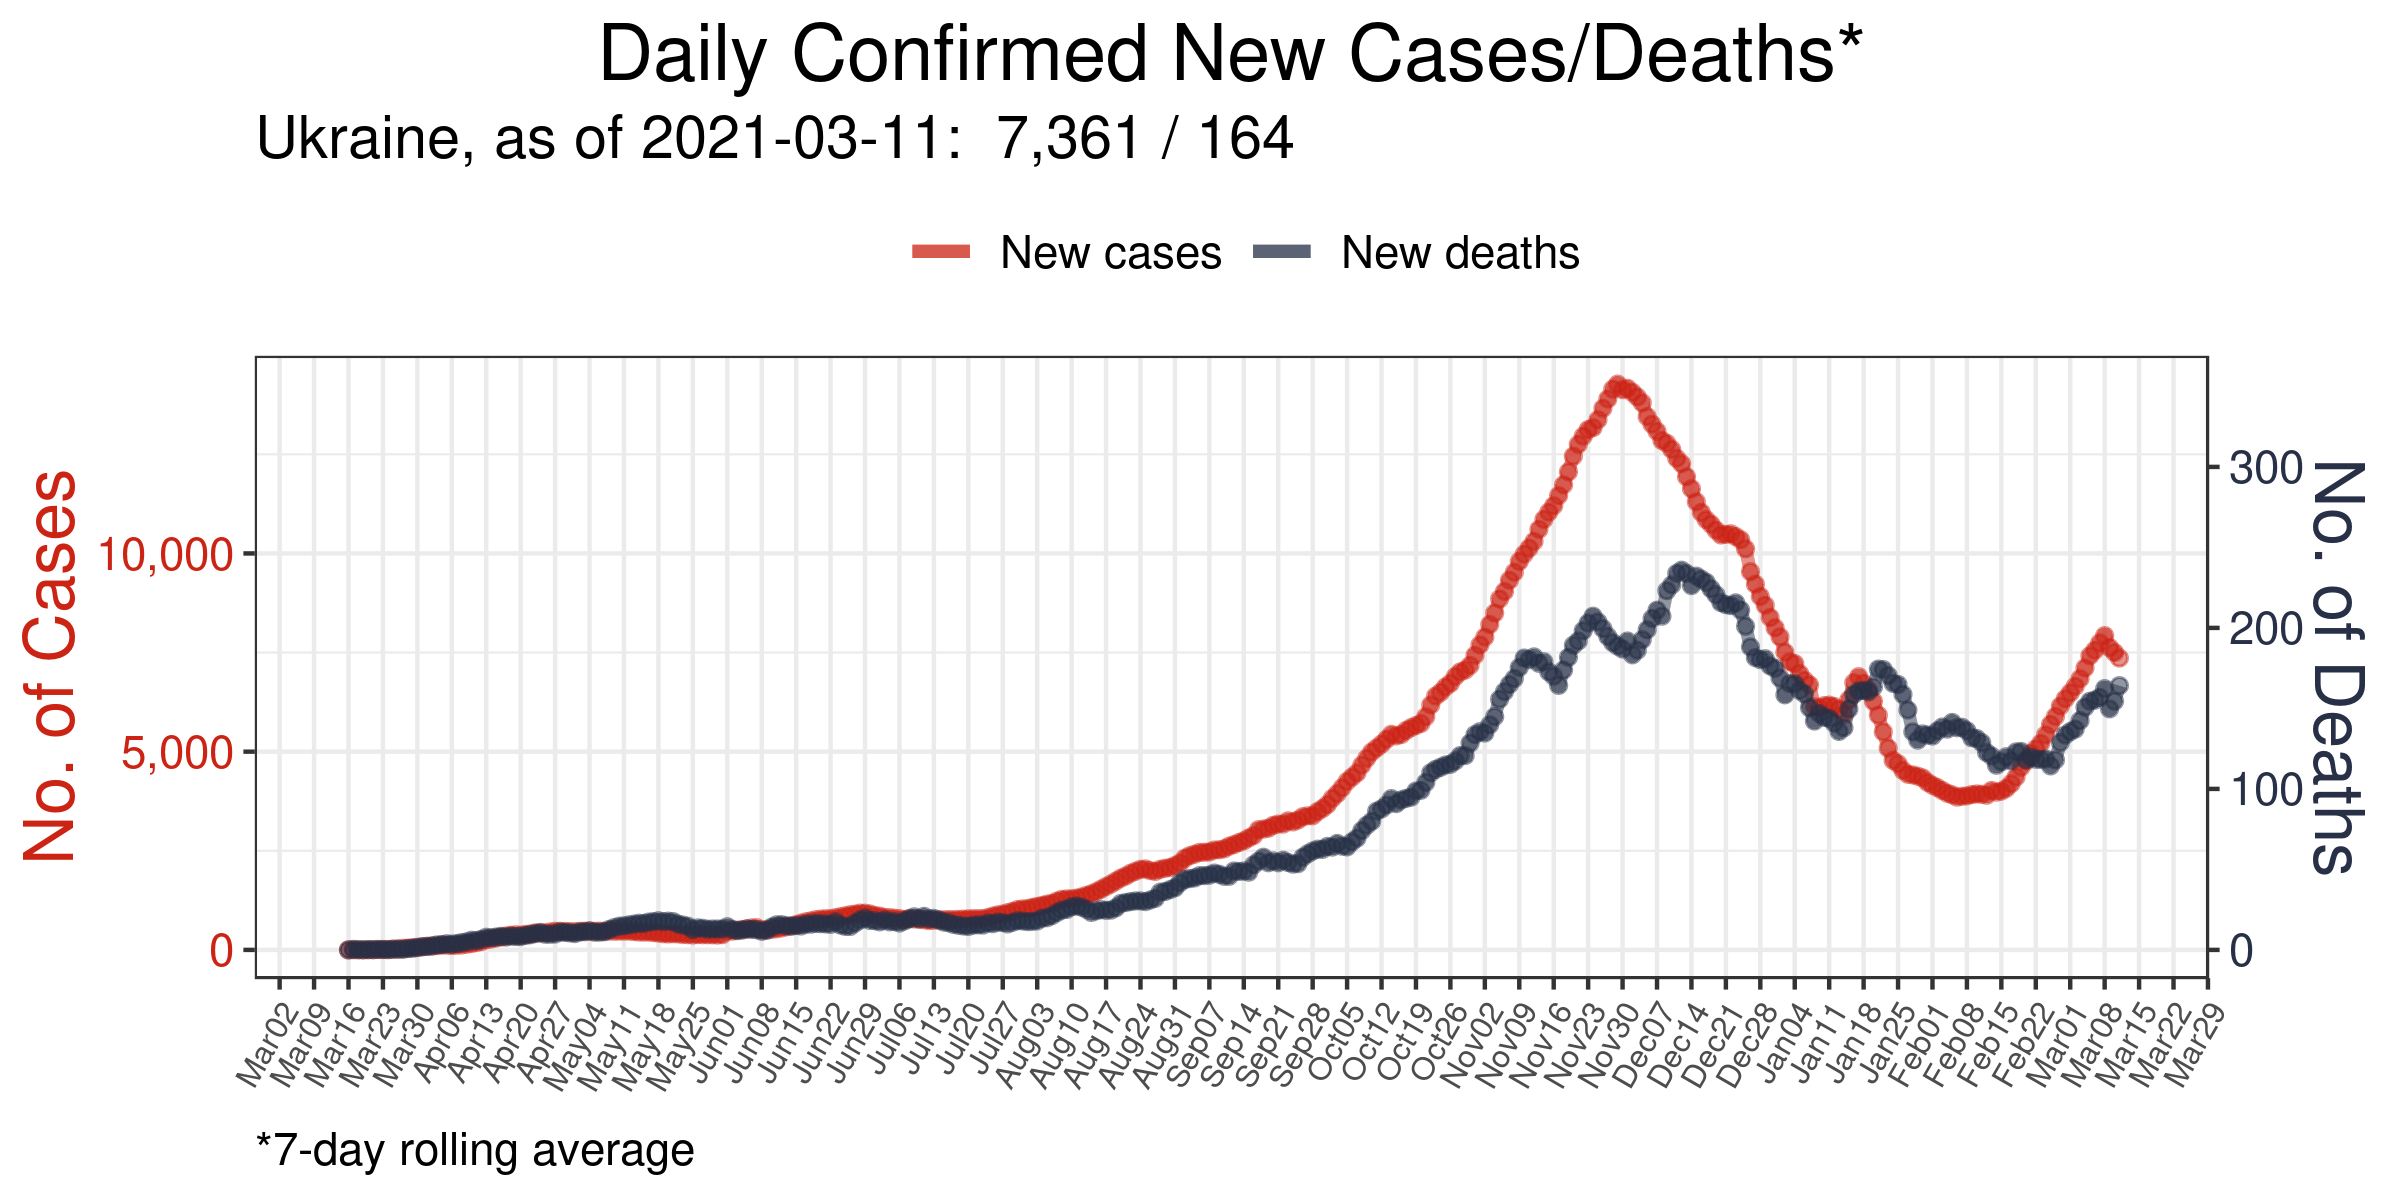 Daily Confirmed New Cases/Deaths*
Ukraine, as of 2021-03-11:  7,361 / 164
New cases
New deaths
No. of Cases
10,000
5,000
0
300
200
100
0
No. of Deaths
Mar02
Mar09
Mar16
Mar23
Mar30
Apr06
Apr13
Apr20
Apr27
May04
May11
May18
May25
Jun01
Jun08
Jun15
Jun22
Jun29
Jul06
Jul13
Jul20
Jul27
Aug03
Aug10
Aug17
Aug24
Aug31
Sep07
Sep14
Sep21
Sep28
Oct05
Oct12
Oct19
Oct26
Nov02
Nov09
Nov16
Nov23
Nov30
Dec07
Dec14
Dec21
Dec28
Jan04
Jan11
Jan18
Jan25
Feb01
Feb08
Feb15
Feb22
Mar01
Mar08
Mar15
Mar22
Mar29
*7-day rolling average